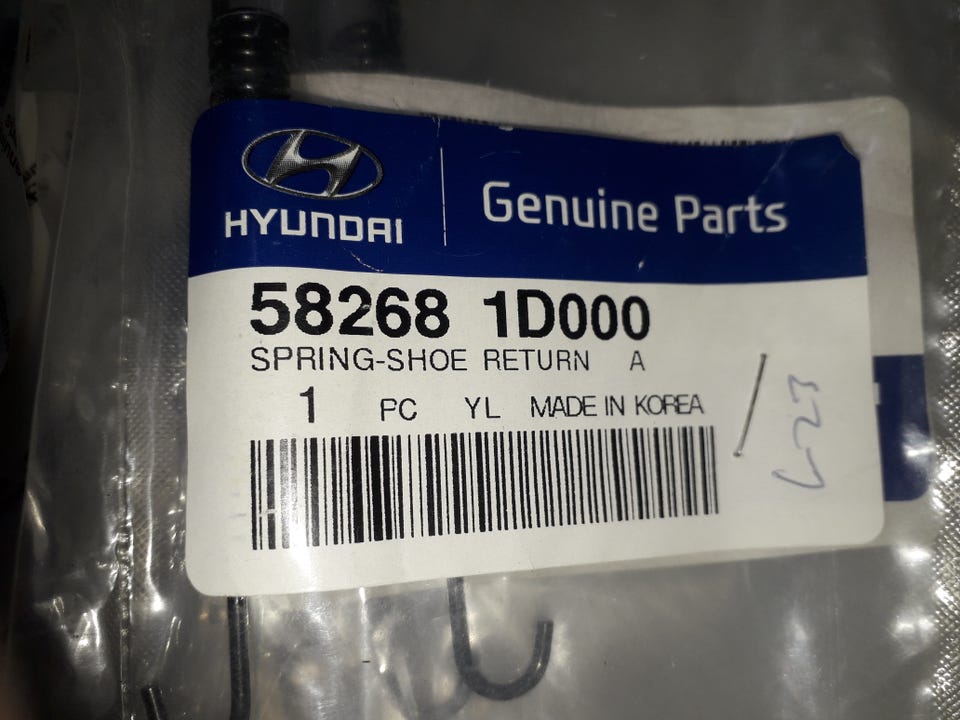 HYUNDAI
Genuine Parts
58268 1D000
SPRING-SHOE RETURN A
1 PC YL MADE IN KOREA